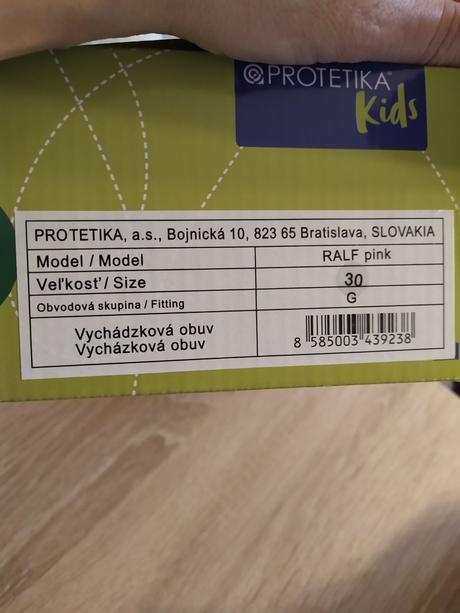 PROTETIKA®
Kids
PROTETIKA, a.s., Bojnická 10, 823 65 Bratislava, SLOVAKIA
Model / Model RALF pink
Veľkosť / Size 30
Obvodová skupina / Fitting G
Vychádzková obuv
Vycházková obuv
8 585003 439238